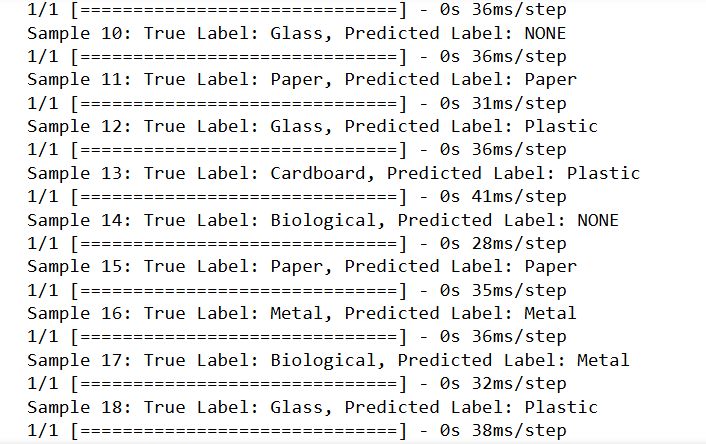 1/1 [==============================] - 0s 36ms/step
Sample 10: True Label: Glass, Predicted Label: NONE
1/1 [==============================] - 0s 36ms/step
Sample 11: True Label: Paper, Predicted Label: Paper
1/1 [==============================] - 0s 31ms/step
Sample 12: True Label: Glass, Predicted Label: Plastic
1/1 [==============================] - 0s 36ms/step
Sample 13: True Label: Cardboard, Predicted Label: Plastic
1/1 [==============================] - 0s 41ms/step
Sample 14: True Label: Biological, Predicted Label: NONE
1/1 [==============================] - 0s 28ms/step
Sample 15: True Label: Paper, Predicted Label: Paper
1/1 [==============================] - 0s 35ms/step
Sample 16: True Label: Metal, Predicted Label: Metal
1/1 [==============================] - 0s 36ms/step
Sample 17: True Label: Biological, Predicted Label: Metal
1/1 [==============================] - 0s 32ms/step
Sample 18: True Label: Glass, Predicted Label: Plastic
1/1 [==============================] - 0s 38ms/step